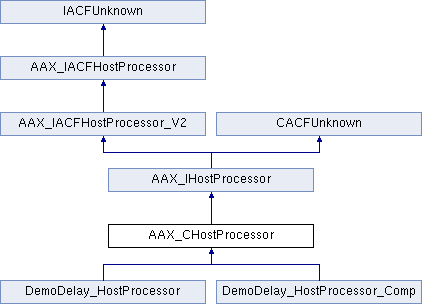 IACFUnknown
AAX_IACFHostProcessor
AAX_IACFHostProcessor_V2
CACFUnknown
AAX_IHostProcessor
AAX_CHostProcessor
DemoDelay_HostProcessor
DemoDelay_HostProcessor_Comp